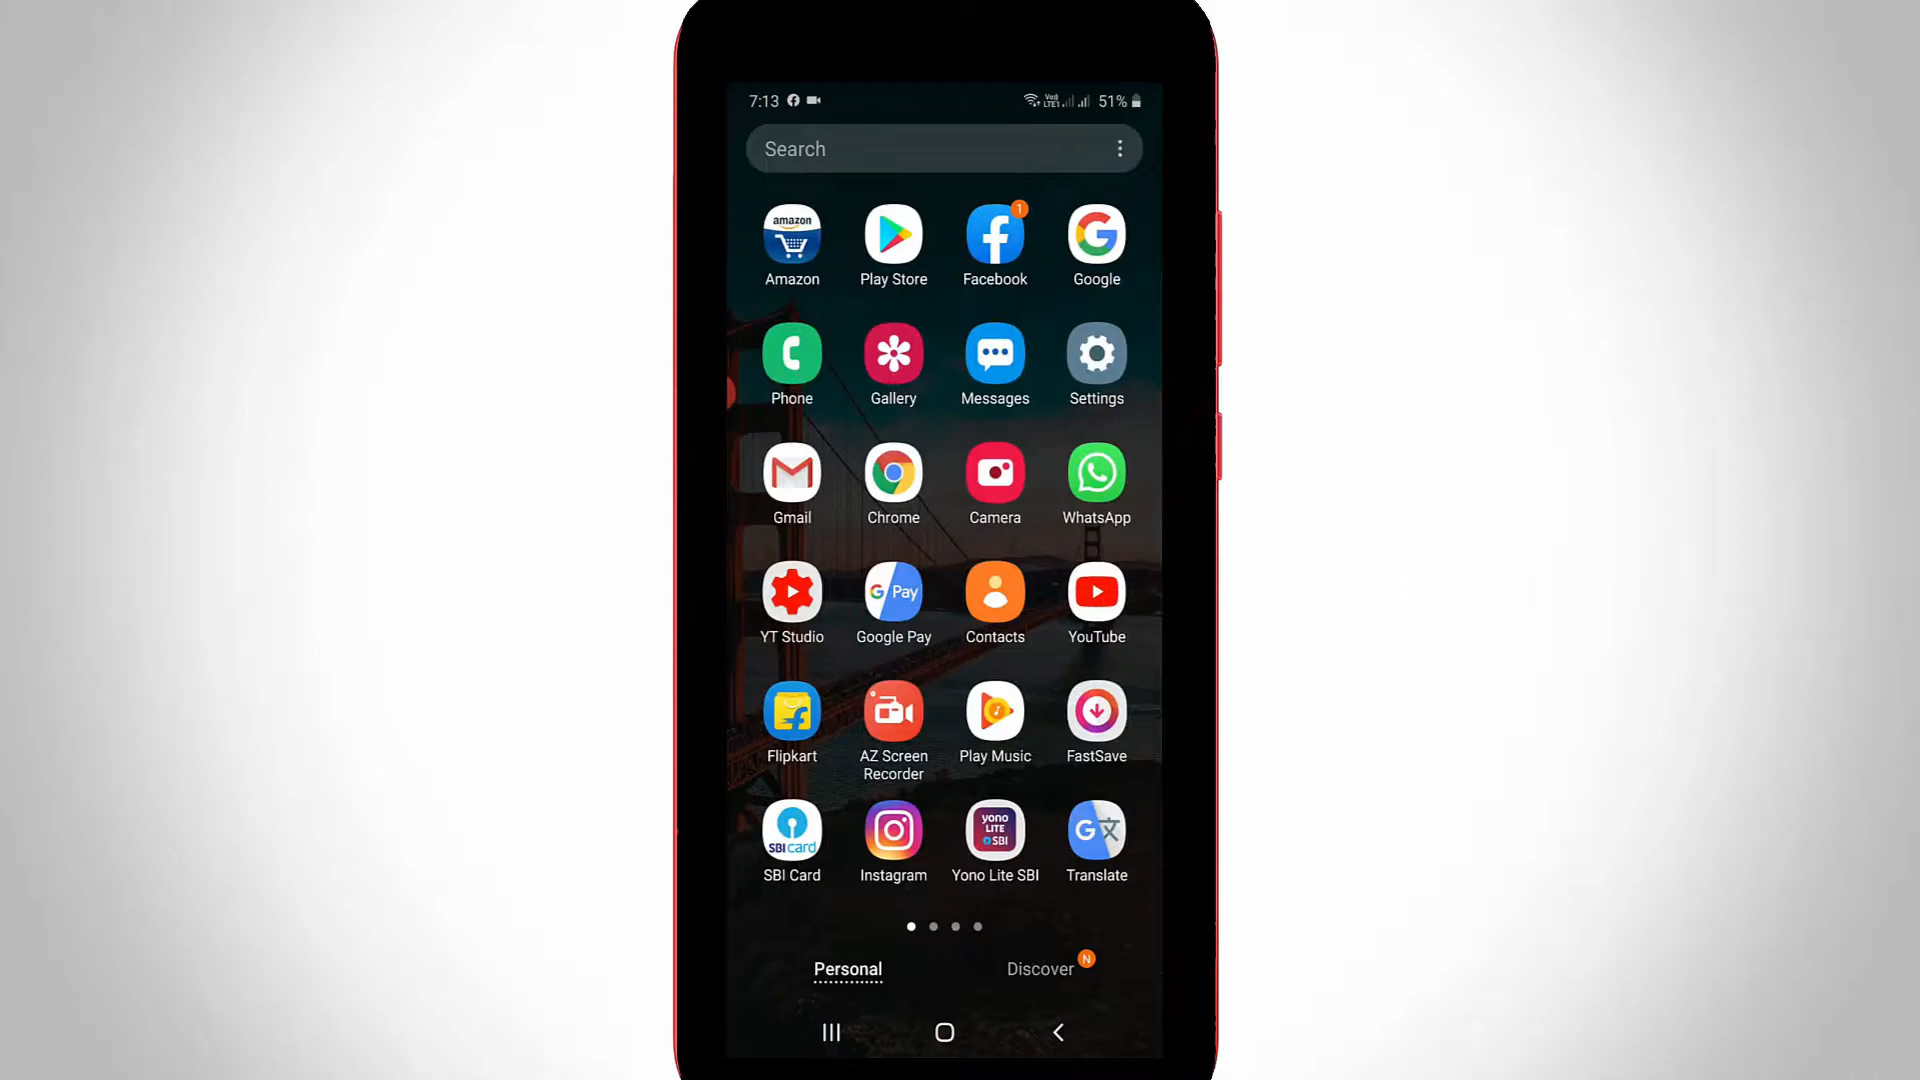 7:13
Vo)) LTE1 51%
Search
amazon
Amazon Play Store Facebook Google
1
Phone Gallery Messages Settings
Gmail Chrome Camera WhatsApp
G Pay
YT Studio Google Pay Contacts YouTube
Flipkart AZ Screen Recorder Play Music FastSave
SBI card
yono LITE SBI
SBI Card Instagram Yono Lite SBI Translate
Personal Discover N